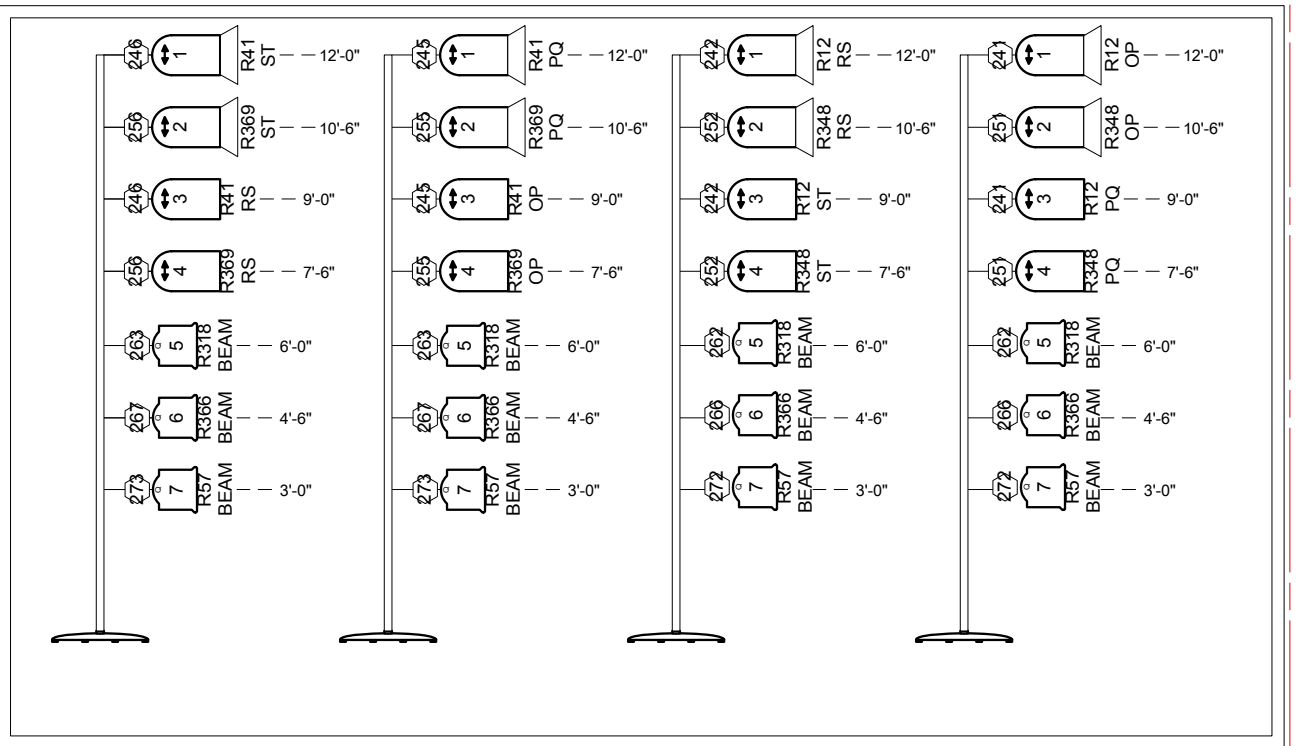 246 1 R41 ST 12'-0"
256 2 R369 ST 10'-6"
246 3 R41 RS 9'-0"
256 4 R369 RS 7'-6"
263 5 R318 BEAM 6'-0"
267 6 R366 BEAM 4'-6"
273 7 R57 BEAM 3'-0"
245 1 R41 PQ 12'-0"
255 2 R369 PQ 10'-6"
245 3 R41 OP 9'-0"
255 4 R369 OP 7'-6"
263 5 R318 BEAM 6'-0"
267 6 R366 BEAM 4'-6"
273 7 R57 BEAM 3'-0"
242 1 R12 RS 12'-0"
252 2 R348 RS 10'-6"
242 3 R12 ST 9'-0"
252 4 R348 ST 7'-6"
262 5 R318 BEAM 6'-0"
266 6 R366 BEAM 4'-6"
272 7 R57 BEAM 3'-0"
241 1 R12 OP 12'-0"
251 2 R348 OP 10'-6"
241 3 R12 PQ 9'-0"
251 4 R348 PQ 7'-6"
262 5 R318 BEAM 6'-0"
266 6 R366 BEAM 4'-6"
272 7 R57 BEAM 3'-0"